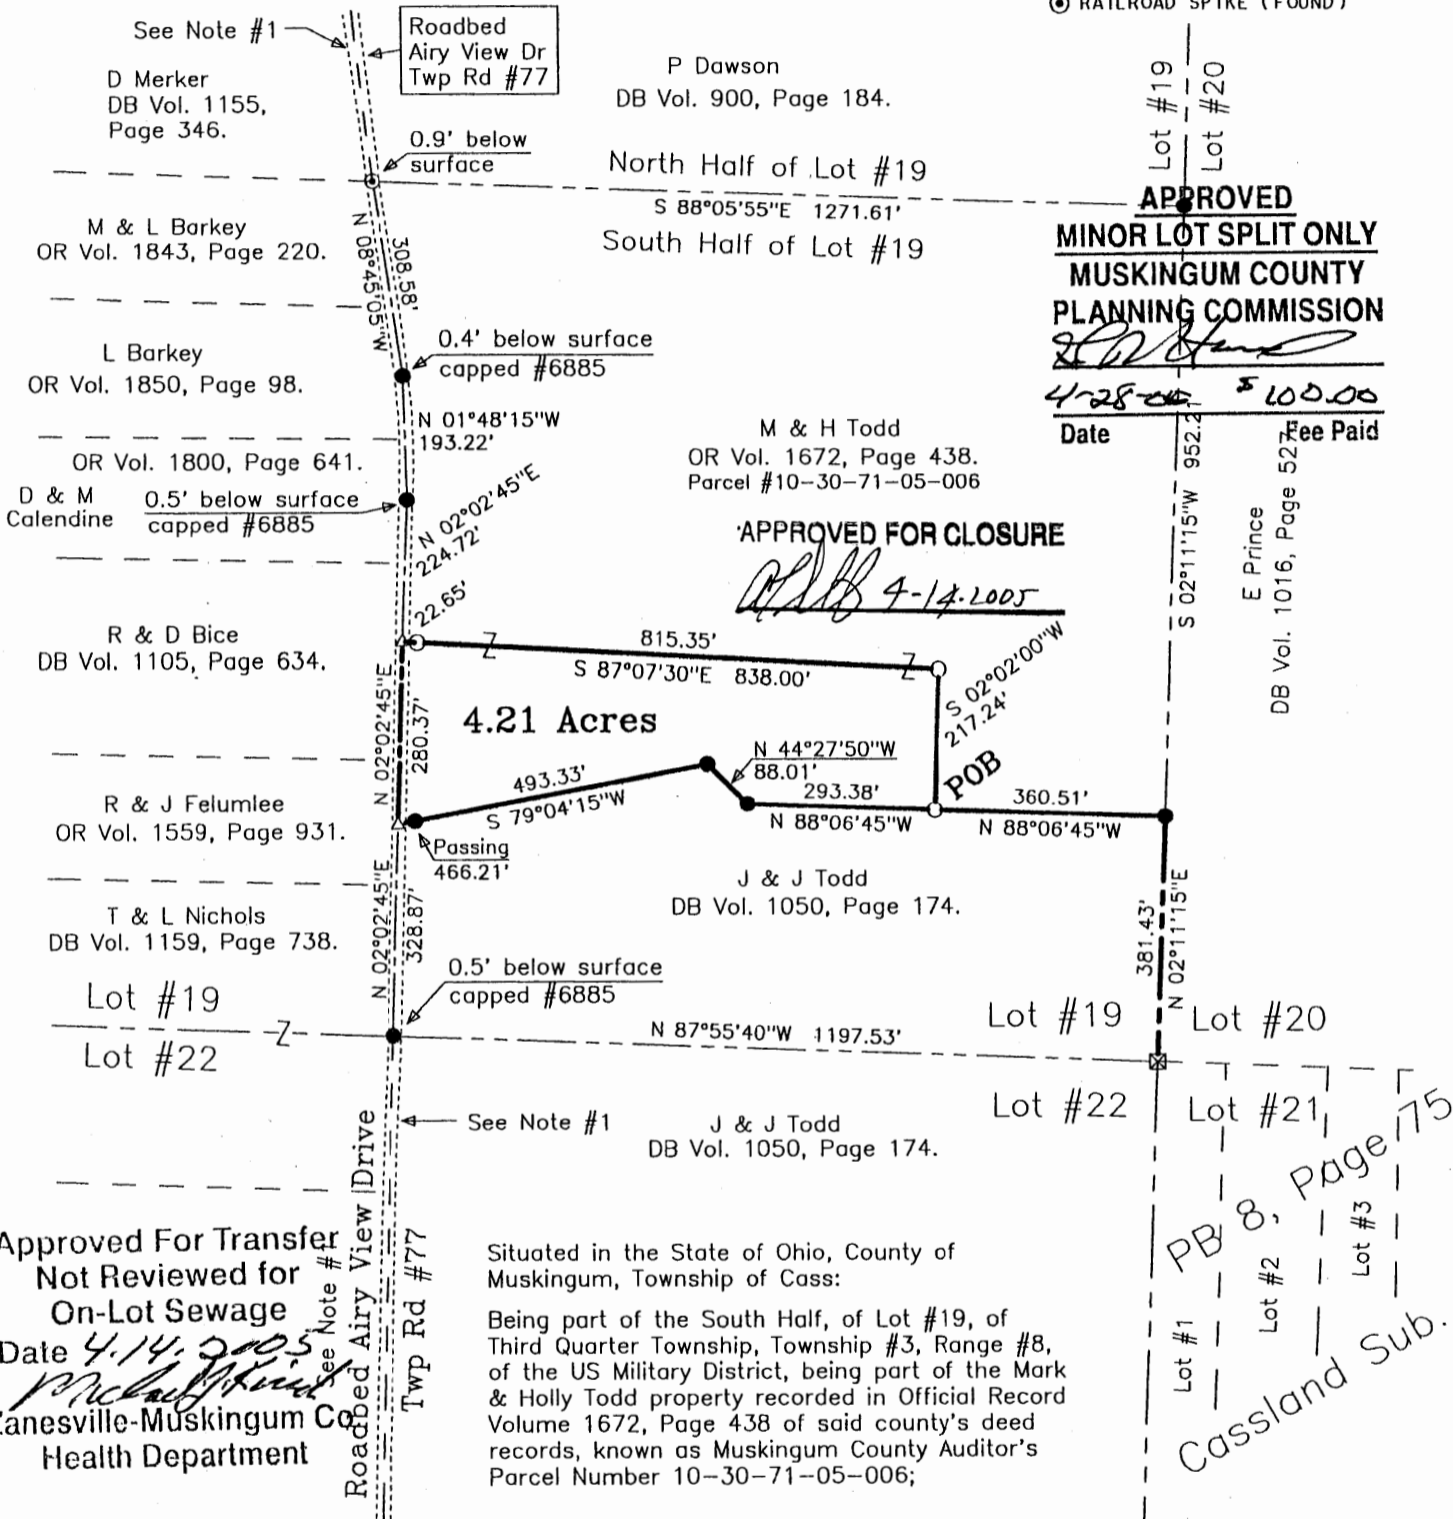 RAILROAD SPIKE (FOUND)
See Note #1
Roadbed
Airy View Dr
Twp Rd #77
D Merker
DB Vol. 1155,
Page 346.
P Dawson
DB Vol. 900, Page 184.
Lot #19
Lot #20
0.9' below
surface
North Half of Lot #19
S 88°05'55"E 1271.61'
South Half of Lot #19
APPROVED
MINOR LOT SPLIT ONLY
MUSKINGUM COUNTY
PLANNING COMMISSION
$ 100.00
Date
Fee Paid
M & L Barkey
OR Vol. 1843, Page 220.
N 08°45'05"W
308.58'
0.4' below surface
capped #6885
L Barkey
OR Vol. 1850, Page 98.
N 01°48'15"W
193.22'
OR Vol. 1800, Page 641.
D & M
Calendine
0.5' below surface
capped #6885
N 02°02'45"E
224.72'
22.65'
M & H Todd
OR Vol. 1672, Page 438.
Parcel #10-30-71-05-006
APPROVED FOR CLOSURE
4-14-2005
S 02°11'15"W 952.21'
E Prince
DB Vol. 1016, Page 527.
R & D Bice
DB Vol. 1105, Page 634.
815.35'
S 87°07'30"E 838.00'
S 02°02'00"W
217.24'
N 02°02'45"E
280.37'
4.21 Acres
N 44°27'50"W
88.01'
POB
493.33'
S 79°04'15"W
293.38'
N 88°06'45"W
360.51'
N 88°06'45"W
R & J Felumlee
OR Vol. 1559, Page 931.
Passing
466.21'
J & J Todd
DB Vol. 1050, Page 174.
T & L Nichols
DB Vol. 1159, Page 738.
N 02°02'45"E
328.87'
381.43'
N 02°11'15"E
0.5' below surface
capped #6885
Lot #19
Lot #22
N 87°55'40"W 1197.53'
Lot #19
Lot #20
Lot #22
Lot #21
See Note #1
J & J Todd
DB Vol. 1050, Page 174.
PB 8, Page 75
Lot #1
Lot #2
Lot #3
Cassland Sub.
Roadbed Airy View Drive
Twp Rd #77
See Note #1
Approved For Transfer
Not Reviewed for
On-Lot Sewage
Date 4.14.2005
Zanesville-Muskingum Co
Health Department
Situated in the State of Ohio, County of
Muskingum, Township of Cass:
Being part of the South Half, of Lot #19, of
Third Quarter Township, Township #3, Range #8,
of the US Military District, being part of the Mark
& Holly Todd property recorded in Official Record
Volume 1672, Page 438 of said county's deed
records, known as Muskingum County Auditor's
Parcel Number 10-30-71-05-006;